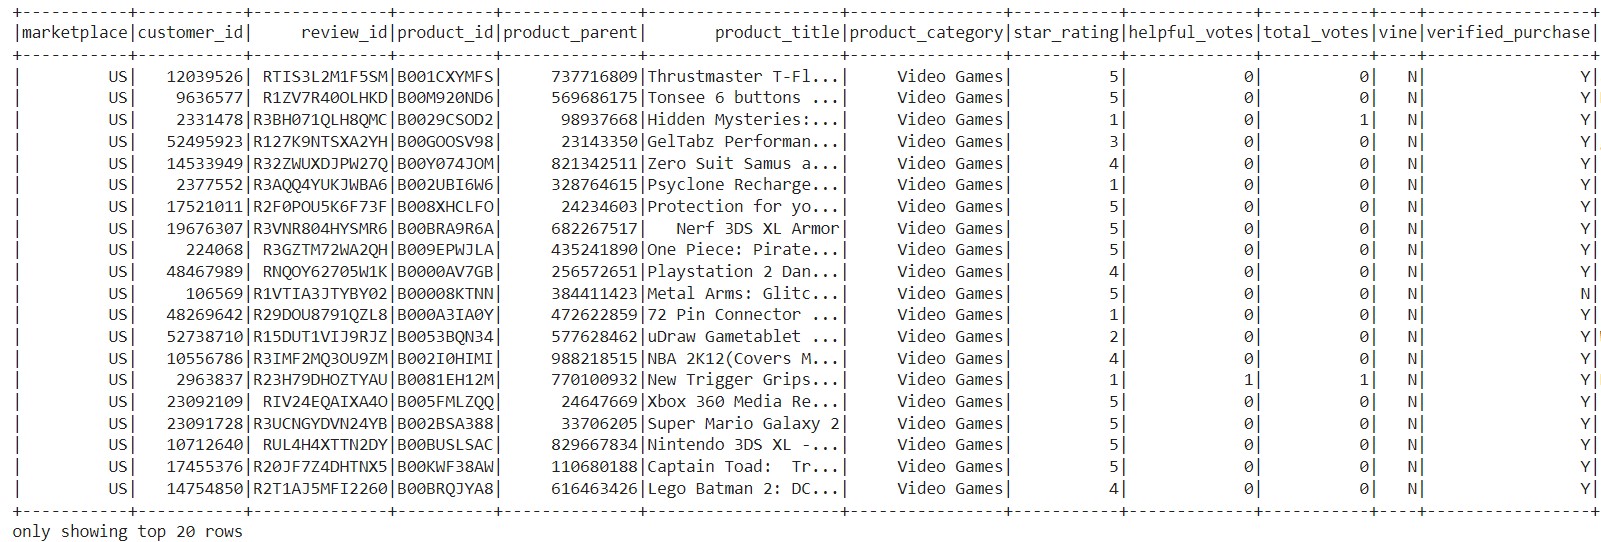 +-----------+-----------+--------------+----------+--------------+--------------------+----------------+-----------+-------------+-----------+----+-----------------+
|marketplace|customer_id|     review_id|product_id|product_parent|       product_title|product_category|star_rating|helpful_votes|total_votes|vine|verified_purchase|
+-----------+-----------+--------------+----------+--------------+--------------------+----------------+-----------+-------------+-----------+----+-----------------+
|         US|   12039526| RTIS3L2M1F5SM|B001CXYMFS|     737716809|Thrustmaster T-Fl...|     Video Games|          5|            0|          0|   N|                Y|
|         US|    9636577| R1ZV7R40OLHKD|B00M920ND6|     569686175|Tonsee 6 buttons ...|     Video Games|          5|            0|          0|   N|                Y|
|         US|    2331478|R3BH071QLH8QMC|B0029CSOD2|      98937668|Hidden Mysteries:...|     Video Games|          1|            0|          1|   N|                Y|
|         US|   52495923|R127K9NTSXA2YH|B00GOOSV98|      23143350|GelTabz Performan...|     Video Games|          3|            0|          0|   N|                Y|
|         US|   14533949|R32ZWUXDJPW27Q|B00Y074JOM|     821342511|Zero Suit Samus a...|     Video Games|          4|            0|          0|   N|                Y|
|         US|    2377552|R3AQQ4YUKJWBA6|B002UBI6W6|     328764615|Psyclone Recharge...|     Video Games|          1|            0|          0|   N|                Y|
|         US|   17521011|R2F0POU5K6F73F|B008XHCLFO|      24234603|Protection for yo...|     Video Games|          5|            0|          0|   N|                Y|
|         US|   19676307|R3VNR804HYSMR6|B00BRA9R6A|     682267517|   Nerf 3DS XL Armor|     Video Games|          5|            0|          0|   N|                Y|
|         US|     224068| R3GZTM72WA2QH|B009EPWJLA|     435241890|One Piece: Pirate...|     Video Games|          5|            0|          0|   N|                Y|
|         US|   48467989| RNQOY62705W1K|B0000AV7GB|     256572651|Playstation 2 Dan...|     Video Games|          4|            0|          0|   N|                Y|
|         US|     106569|R1VTIA3JTYBY02|B00008KTNN|     384411423|Metal Arms: Glitc...|     Video Games|          5|            0|          0|   N|                N|
|         US|   48269642|R29DOU8791QZL8|B000A3IA0Y|     472622859|72 Pin Connector ...|     Video Games|          1|            0|          0|   N|                Y|
|         US|   52738710|R15DUT1VIJ9RJZ|B0053BQN34|     577628462|uDraw Gametablet ...|     Video Games|          2|            0|          0|   N|                Y|
|         US|   10556786|R3IMF2MQ3OU9ZM|B002I0HIMI|     988218515|NBA 2K12(Covers M...|     Video Games|          4|            0|          0|   N|                Y|
|         US|    2963837|R23H79DHOZTYAU|B0081EH12M|     770100932|New Trigger Grips...|     Video Games|          1|            1|          1|   N|                Y|
|         US|   23092109| RIV24EQAIXA4O|B005FMLZQQ|      24647669|Xbox 360 Media Re...|     Video Games|          5|            0|          0|   N|                Y|
|         US|   23091728|R3UCNGYDVN24YB|B002BSA388|      33706205|Super Mario Galaxy 2|     Video Games|          5|            0|          0|   N|                Y|
|         US|   10712640| RUL4H4XTTN2DY|B00BUSLSAC|     829667834|Nintendo 3DS XL -...|     Video Games|          5|            0|          0|   N|                Y|
|         US|   17455376|R20JF7Z4DHTNX5|B00KWF38AW|     110680188|Captain Toad:  Tr...|     Video Games|          5|            0|          0|   N|                Y|
|         US|   14754850|R2T1AJ5MFI2260|B00BRQJYA8|     616463426|Lego Batman 2: DC...|     Video Games|          4|            0|          0|   N|                Y|
+-----------+-----------+--------------+----------+--------------+--------------------+----------------+-----------+-------------+-----------+----+-----------------+
only showing top 20 rows